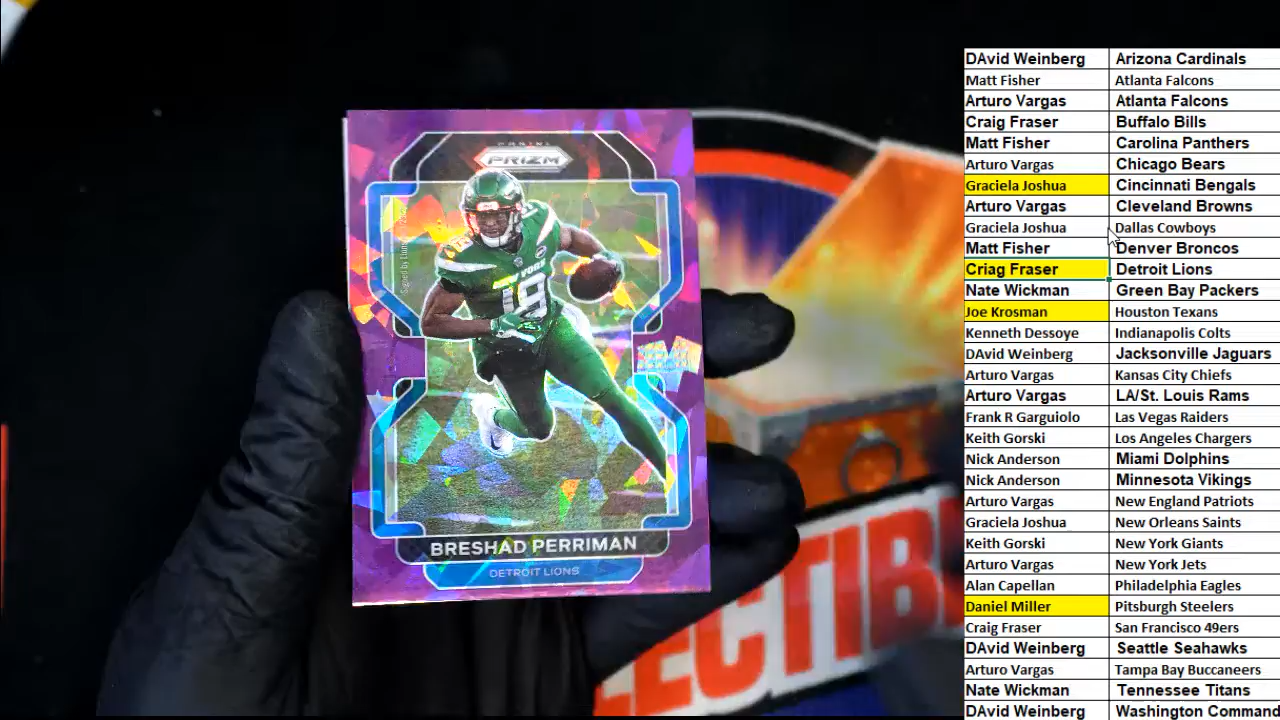 PANINI
PRIZM
YORK
19
BRESHAD PERRIMAN
DETROIT LIONS
LECTIB
DAvid Weinberg Arizona Cardinals
Matt Fisher Atlanta Falcons
Arturo Vargas Atlanta Falcons
Craig Fraser Buffalo Bills
Matt Fisher Carolina Panthers
Arturo Vargas Chicago Bears
Graciela Joshua Cincinnati Bengals
Arturo Vargas Cleveland Browns
Graciela Joshua Dallas Cowboys
Matt Fisher Denver Broncos
Criag Fraser Detroit Lions
Nate Wickman Green Bay Packers
Joe Krosman Houston Texans
Kenneth Dessoye Indianapolis Colts
DAvid Weinberg Jacksonville Jaguars
Arturo Vargas Kansas City Chiefs
Arturo Vargas LA/St. Louis Rams
Frank R Garguiolo Las Vegas Raiders
Keith Gorski Los Angeles Chargers
Nick Anderson Miami Dolphins
Nick Anderson Minnesota Vikings
Arturo Vargas New England Patriots
Graciela Joshua New Orleans Saints
Keith Gorski New York Giants
Arturo Vargas New York Jets
Alan Capellan Philadelphia Eagles
Daniel Miller Pitsburgh Steelers
Craig Fraser San Francisco 49ers
DAvid Weinberg Seattle Seahawks
Arturo Vargas Tampa Bay Buccaneers
Nate Wickman Tennessee Titans
DAvid Weinberg Washington Command